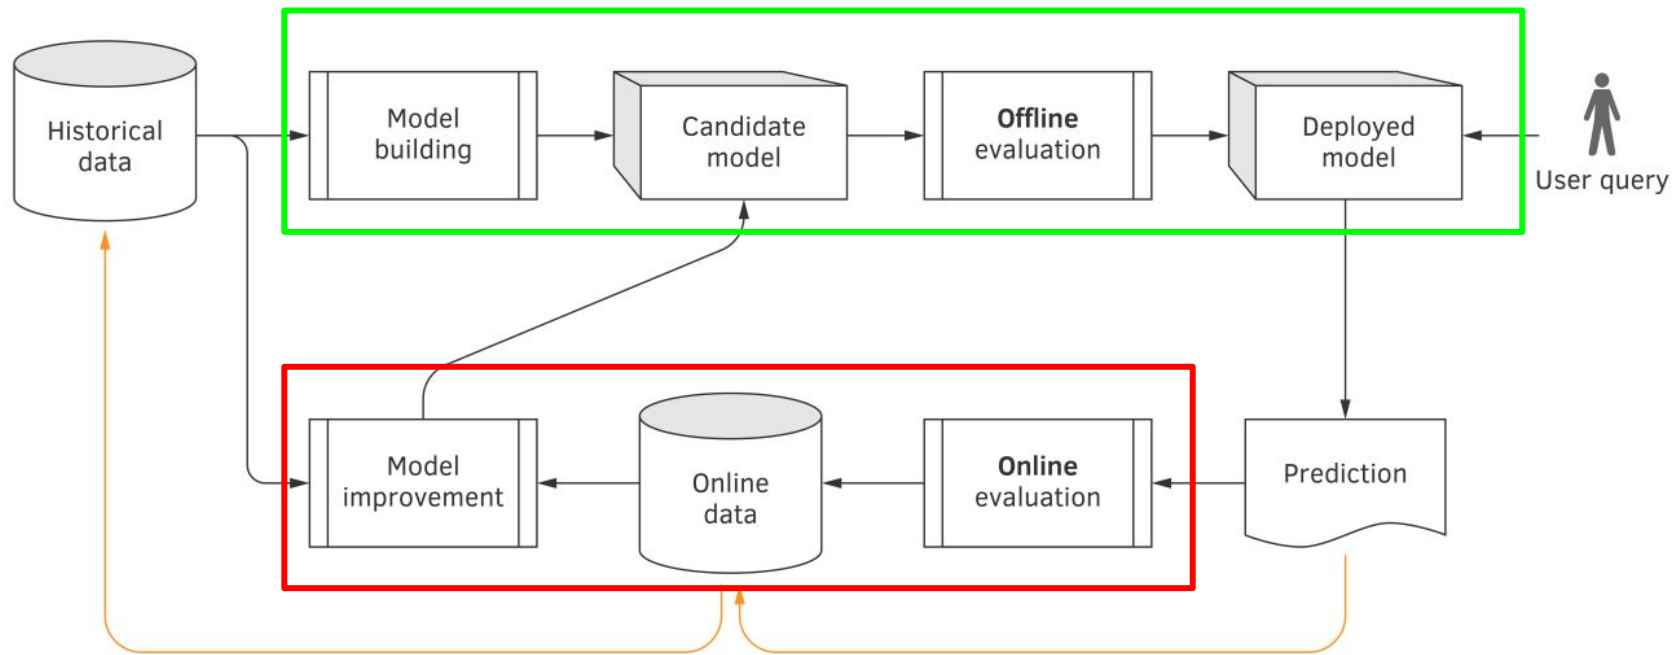 Historical
data
Model
building
Candidate
model
Offline
evaluation
Deployed
model
User query
Model
improvement
Online
data
Online
evaluation
Prediction